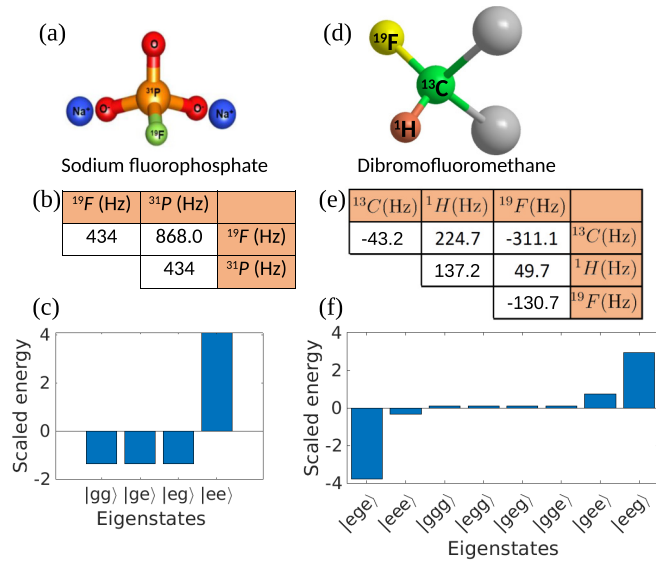 (a)
O
³¹P
Na⁺
O⁻
O
Na⁺
¹⁹F
Sodium fluorophosphate
(b)
¹⁹F (Hz) ³¹P (Hz)
434 868.0 ¹⁹F (Hz)
434 ³¹P (Hz)
(c)
4
2
0
-2
Scaled energy
|gg⟩ |ge⟩ |eg⟩ |ee⟩
Eigenstates
(d)
¹⁹F
¹³C
¹H
Dibromofluoromethane
(e)
¹³C(Hz) ¹H(Hz) ¹⁹F(Hz)
-43.2 224.7 -311.1 ¹³C(Hz)
137.2 49.7 ¹H(Hz)
-130.7 ¹⁹F(Hz)
(f)
4
2
0
-2
-4
Scaled energy
|ege⟩ |eee⟩ |ggg⟩ |egg⟩ |geg⟩ |gge⟩ |gee⟩ |eeg⟩
Eigenstates